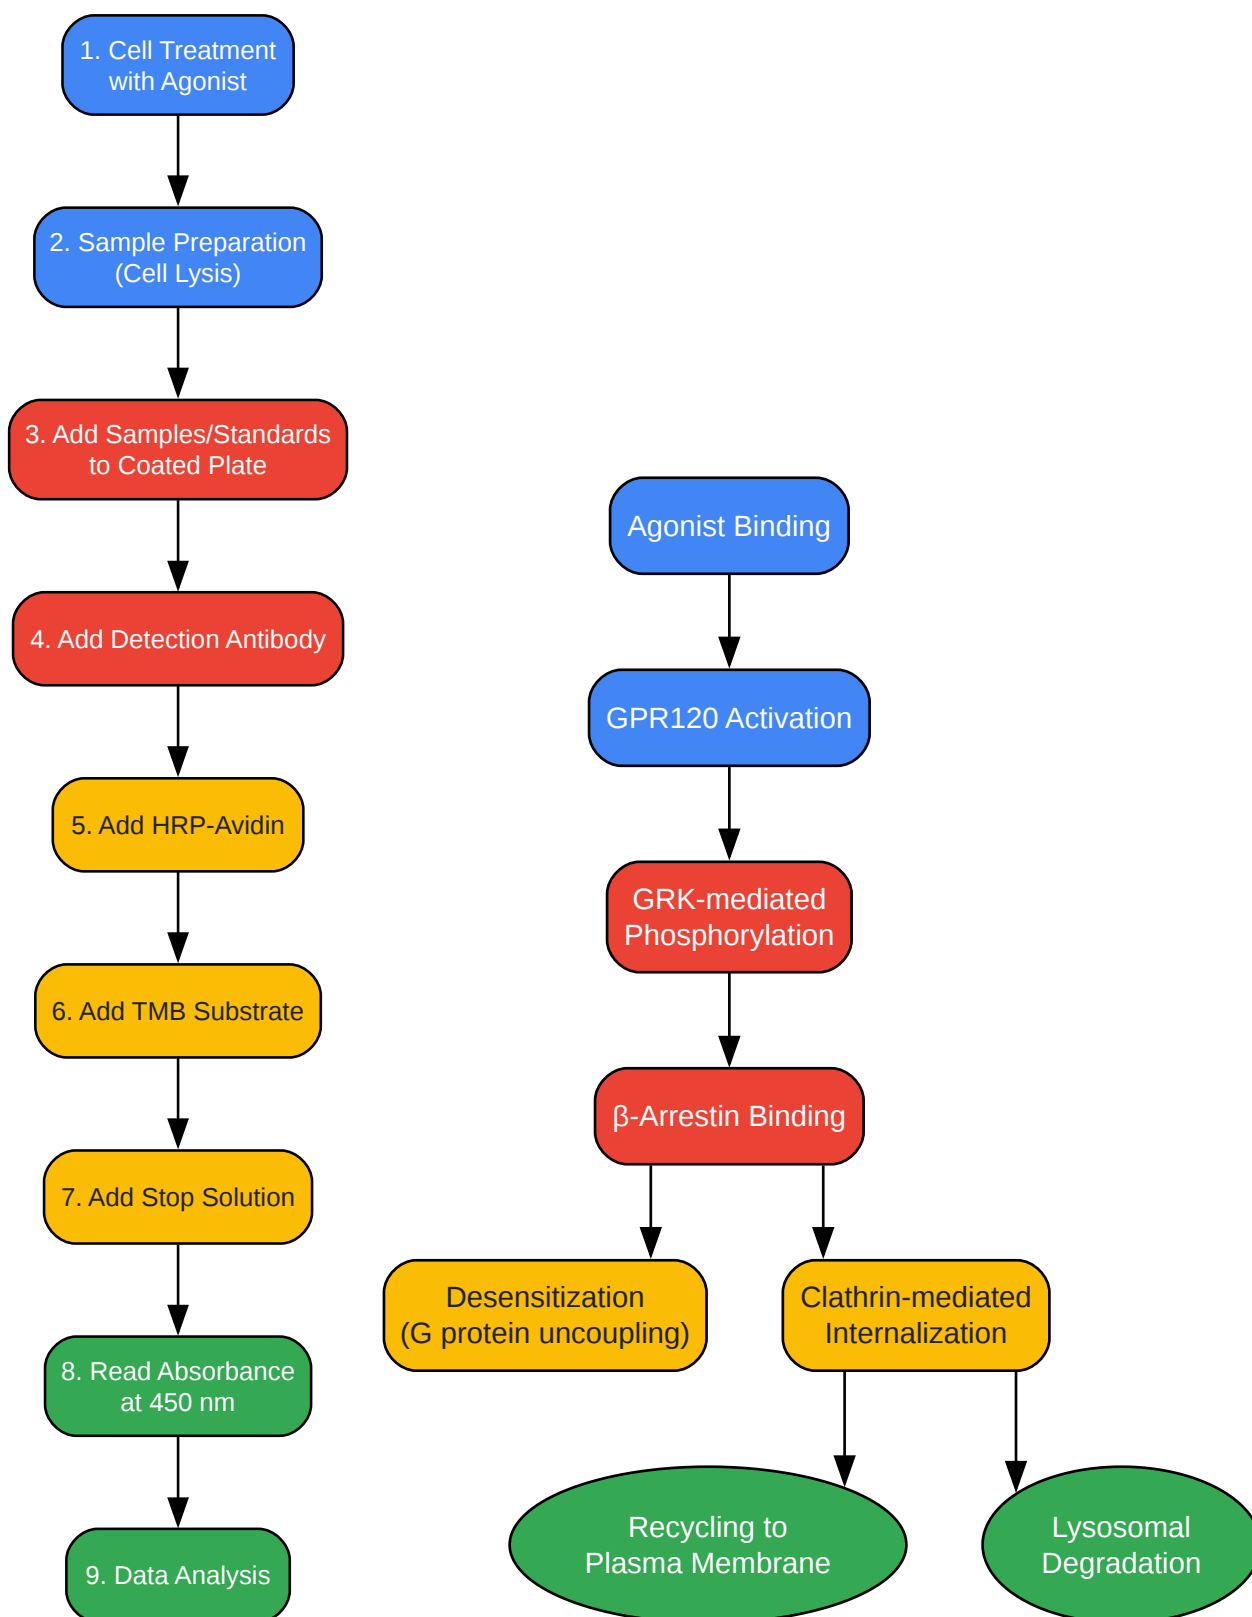 1. Cell Treatment
with Agonist
2. Sample Preparation
(Cell Lysis)
3. Add Samples/Standards
to Coated Plate
4. Add Detection Antibody
5. Add HRP-Avidin
6. Add TMB Substrate
7. Add Stop Solution
8. Read Absorbance
at 450 nm
9. Data Analysis
Agonist Binding
GPR120 Activation
GRK-mediated
Phosphorylation
β-Arrestin Binding
Desensitization
(G protein uncoupling)
Clathrin-mediated
Internalization
Recycling to
Plasma Membrane
Lysosomal
Degradation